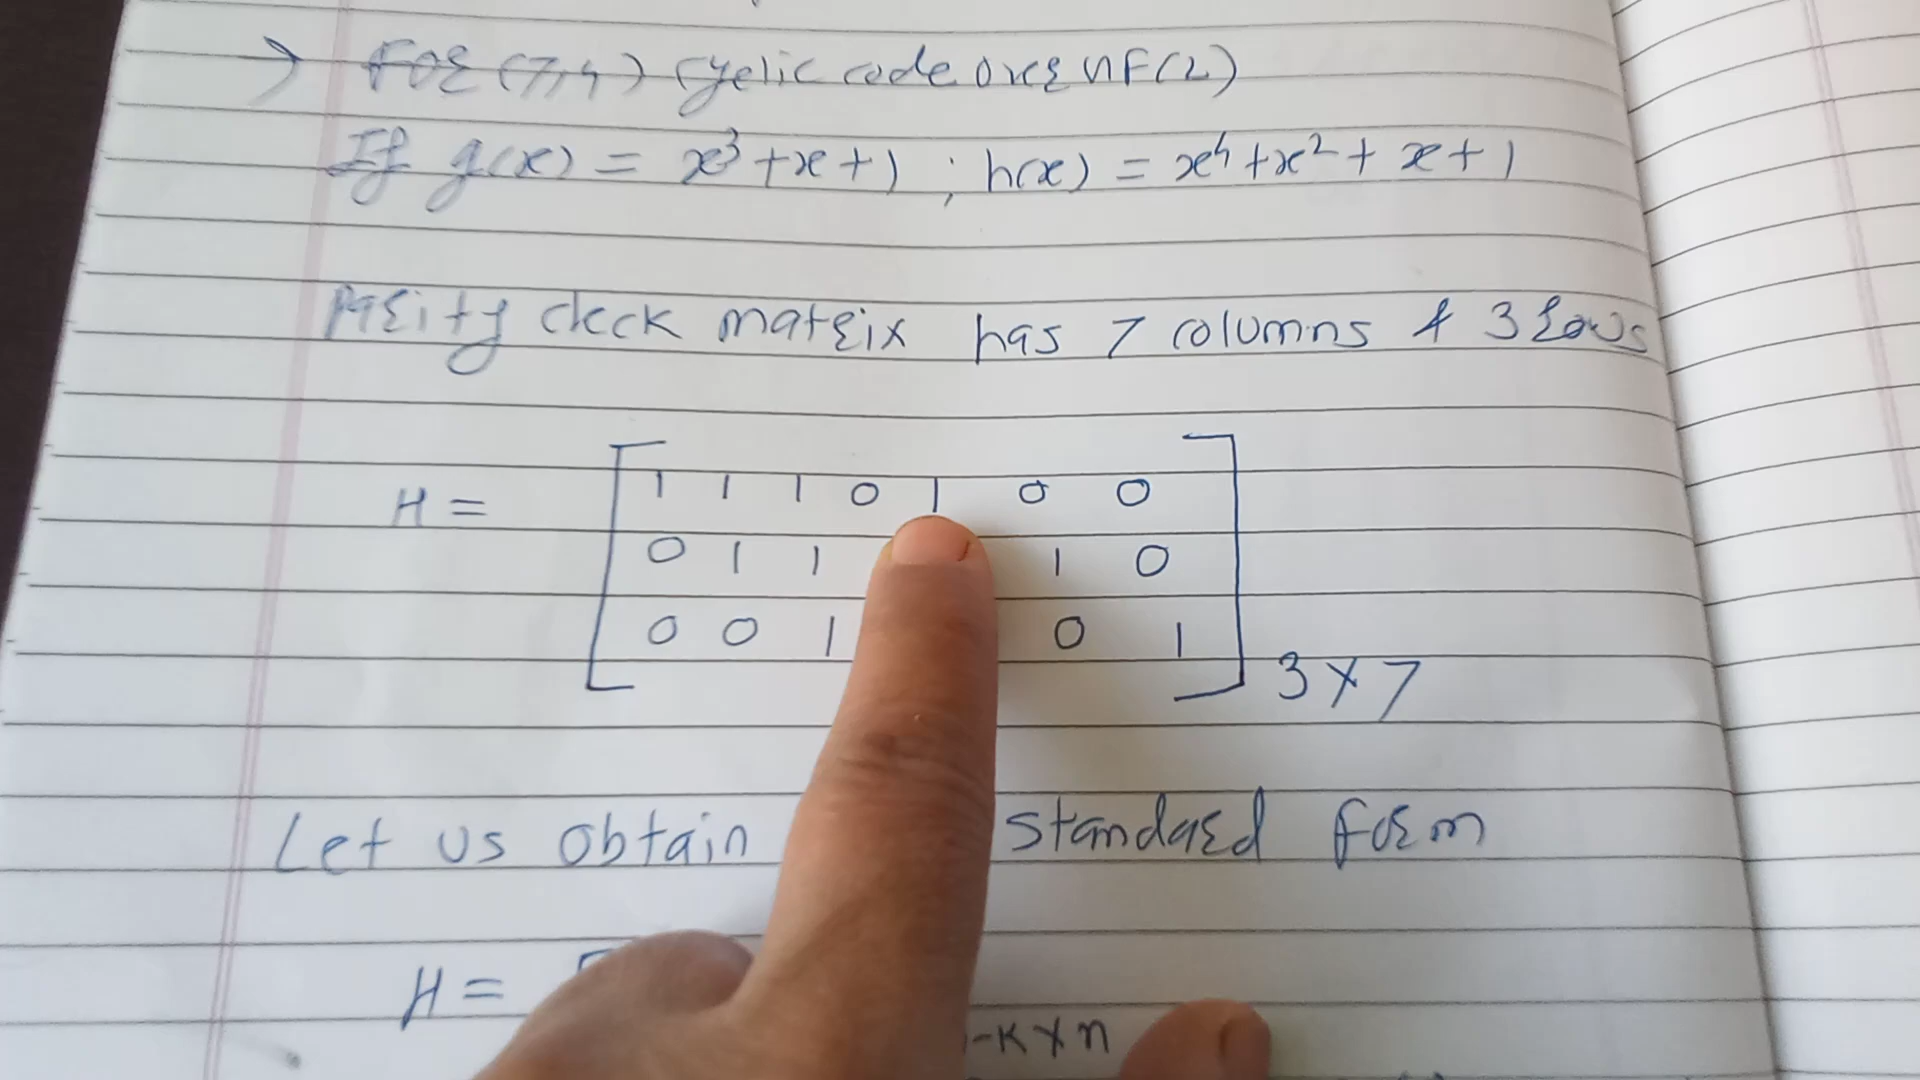 → For (7,4) cyclic code over GF(2)
If g(x) = x³ + x + 1 ; h(x) = x⁴ + x² + x + 1
Parity check matrix has 7 columns & 3 rows
H = [ 1 1 1 0 1 0 0
0 1 1 1 0
0 0 1 0 1 ] 3 x 7
Let us obtain standard form
H =
-K x n